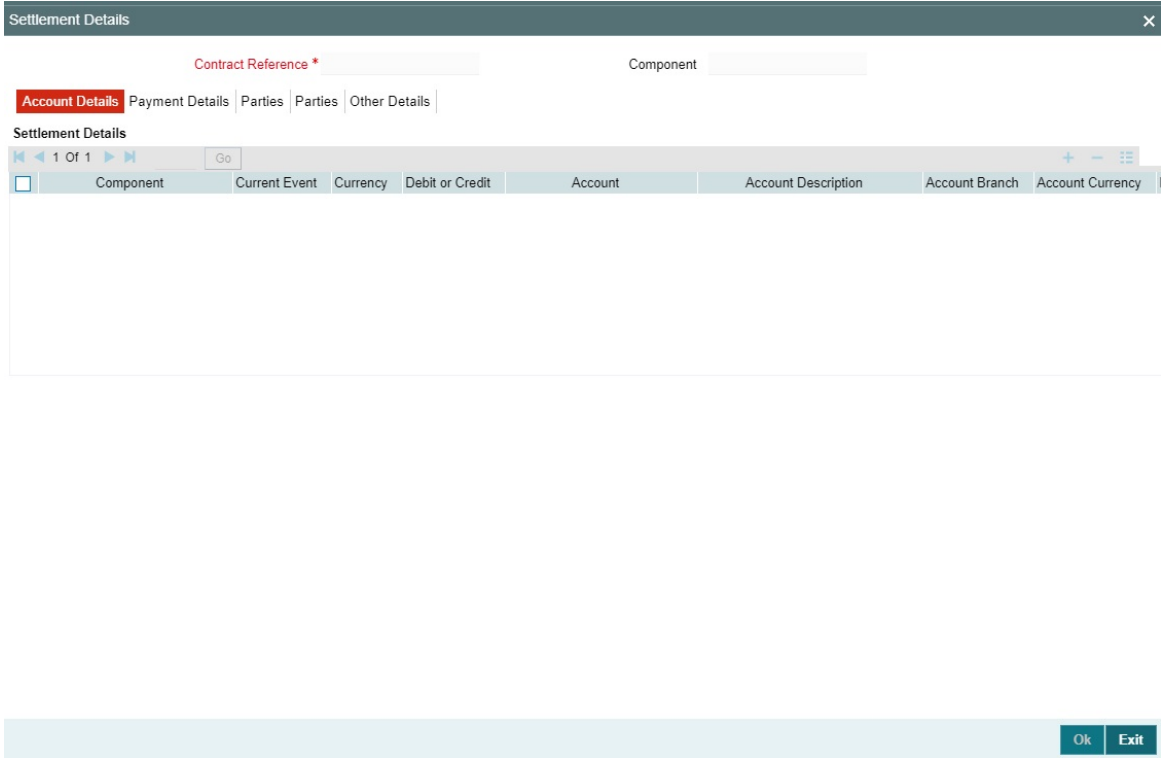 Settlement Details
Contract Reference * Component
Account Details Payment Details Parties Parties Other Details
Settlement Details
1 Of 1 Go
Component Current Event Currency Debit or Credit Account Account Description Account Branch Account Currency
Ok Exit